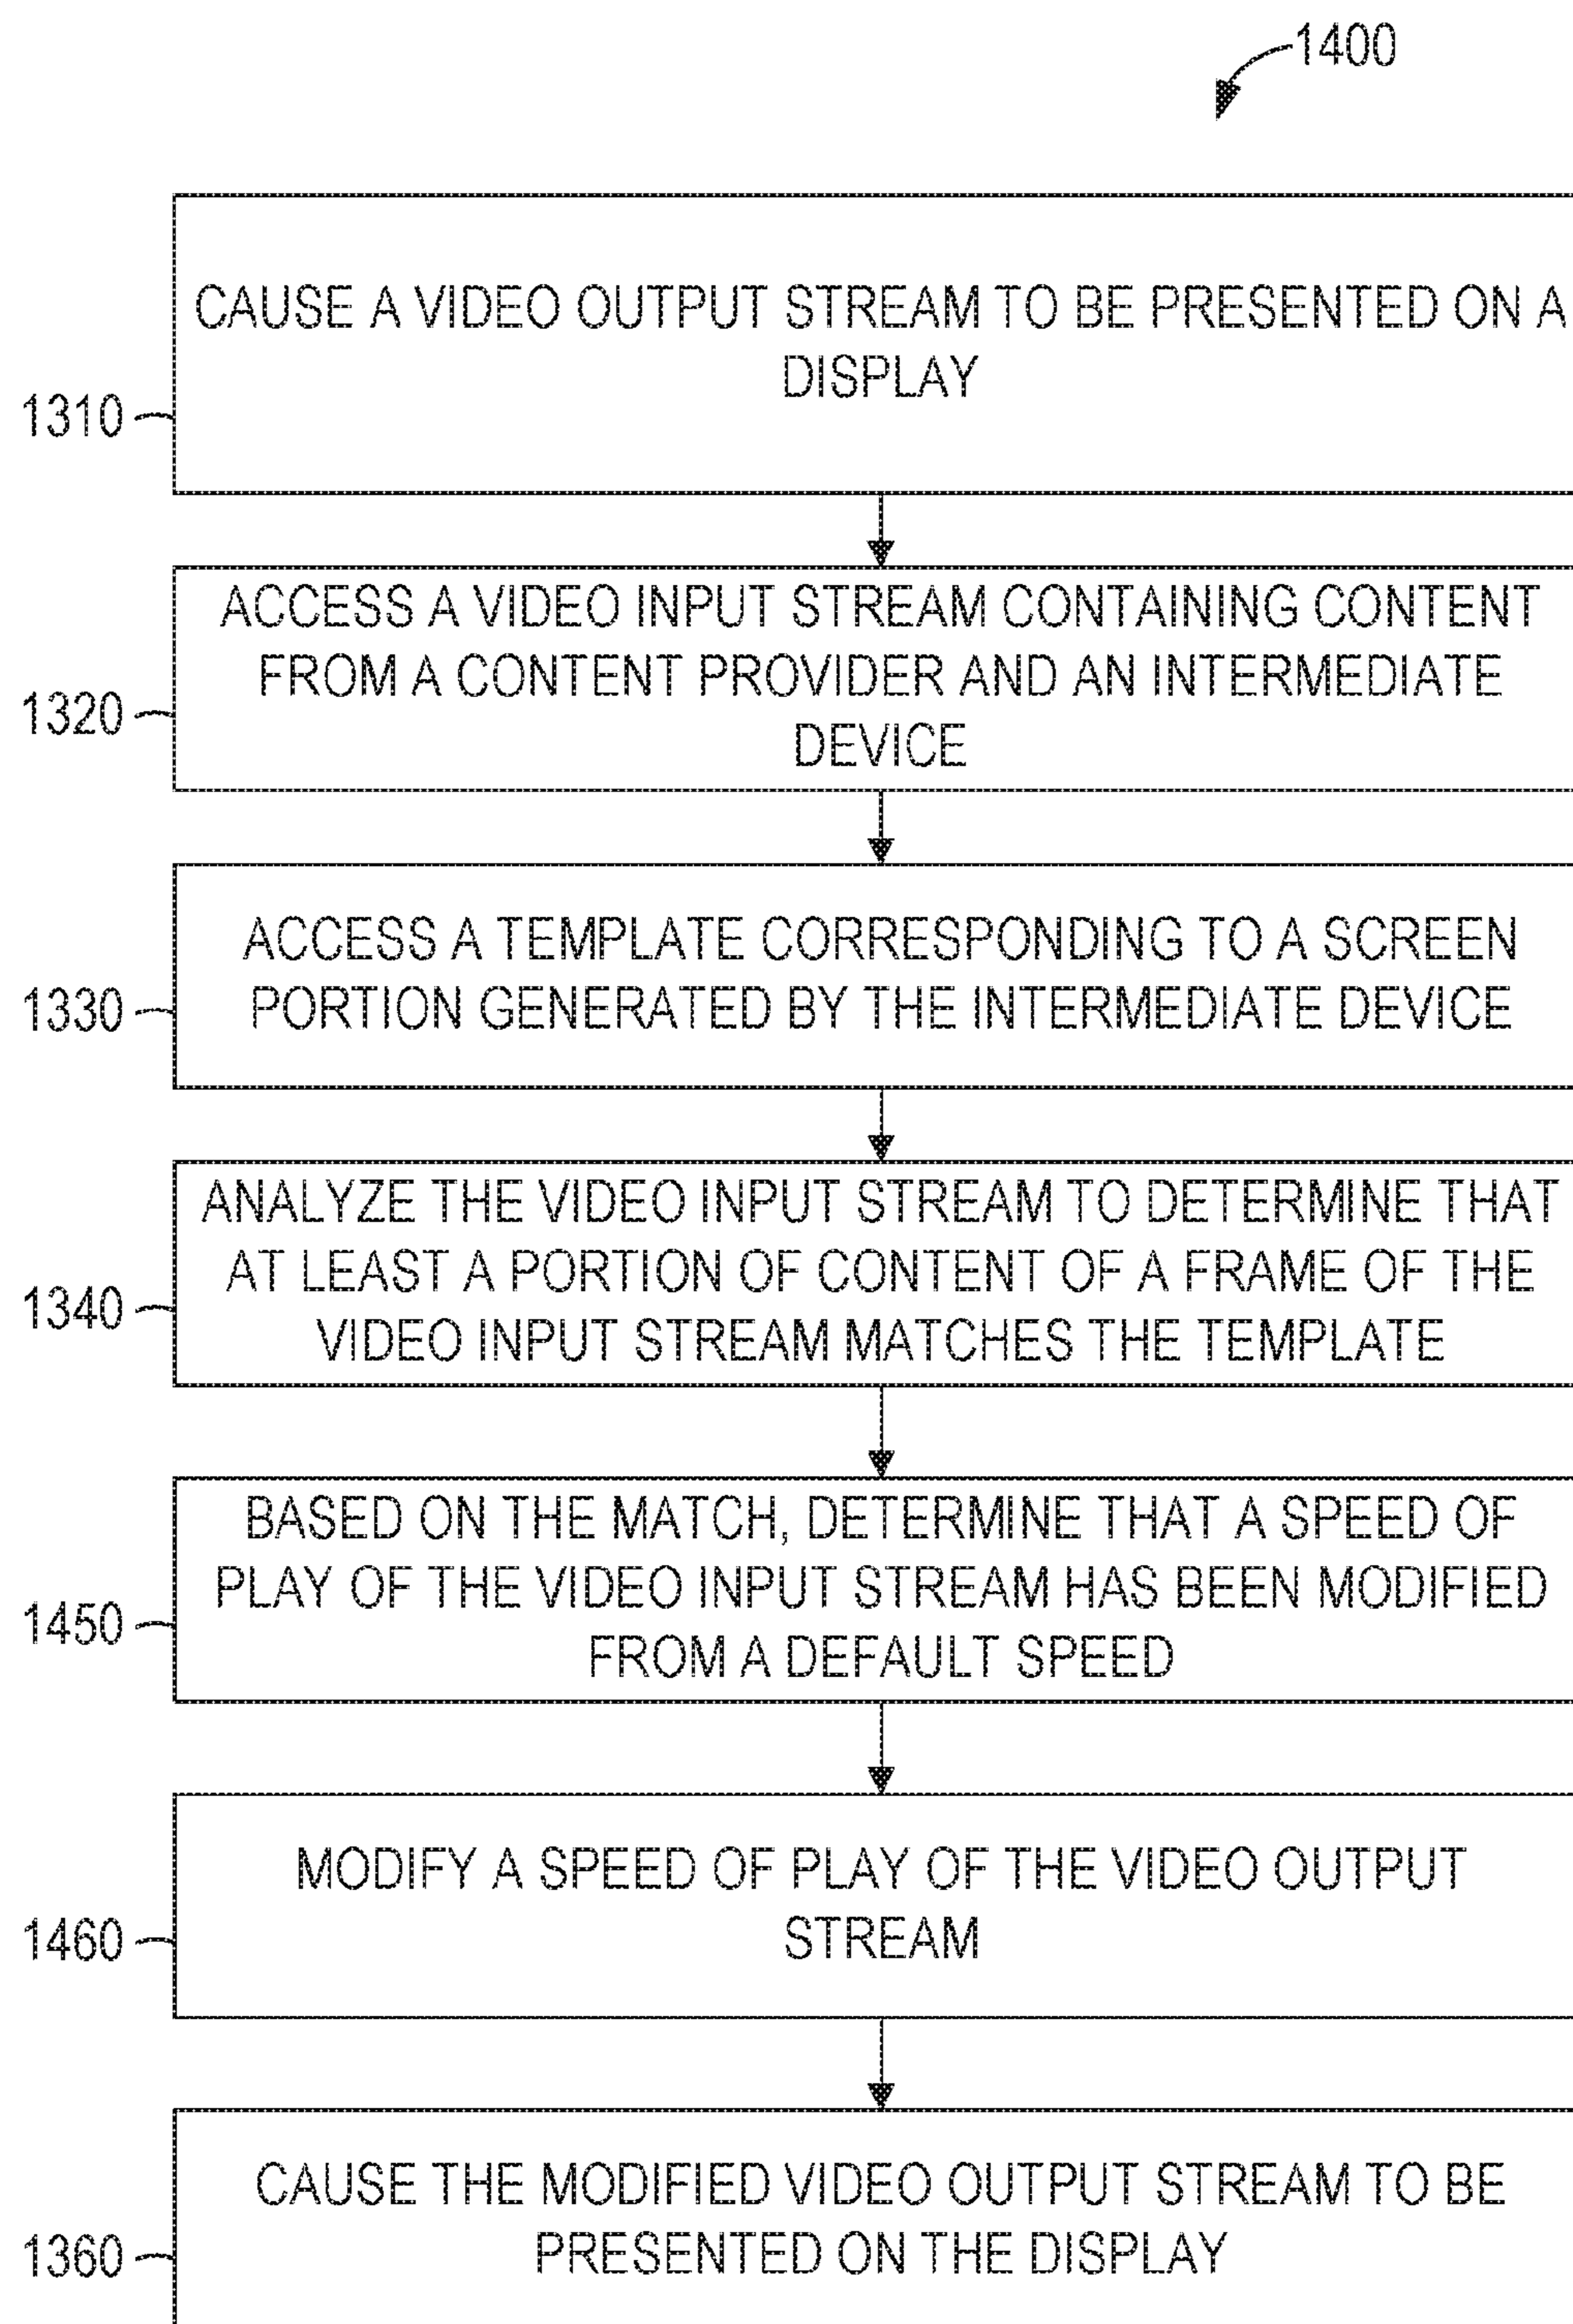 1400
CAUSE A VIDEO OUTPUT STREAM TO BE PRESENTED ON A
DISPLAY
1310
ACCESS A VIDEO INPUT STREAM CONTAINING CONTENT
FROM A CONTENT PROVIDER AND AN INTERMEDIATE
DEVICE
1320
ACCESS A TEMPLATE CORRESPONDING TO A SCREEN
PORTION GENERATED BY THE INTERMEDIATE DEVICE
1330
ANALYZE THE VIDEO INPUT STREAM TO DETERMINE THAT
AT LEAST A PORTION OF CONTENT OF A FRAME OF THE
VIDEO INPUT STREAM MATCHES THE TEMPLATE
1340
BASED ON THE MATCH, DETERMINE THAT A SPEED OF
PLAY OF THE VIDEO INPUT STREAM HAS BEEN MODIFIED
FROM A DEFAULT SPEED
1450
MODIFY A SPEED OF PLAY OF THE VIDEO OUTPUT
STREAM
1460
CAUSE THE MODIFIED VIDEO OUTPUT STREAM TO BE
PRESENTED ON THE DISPLAY
1360